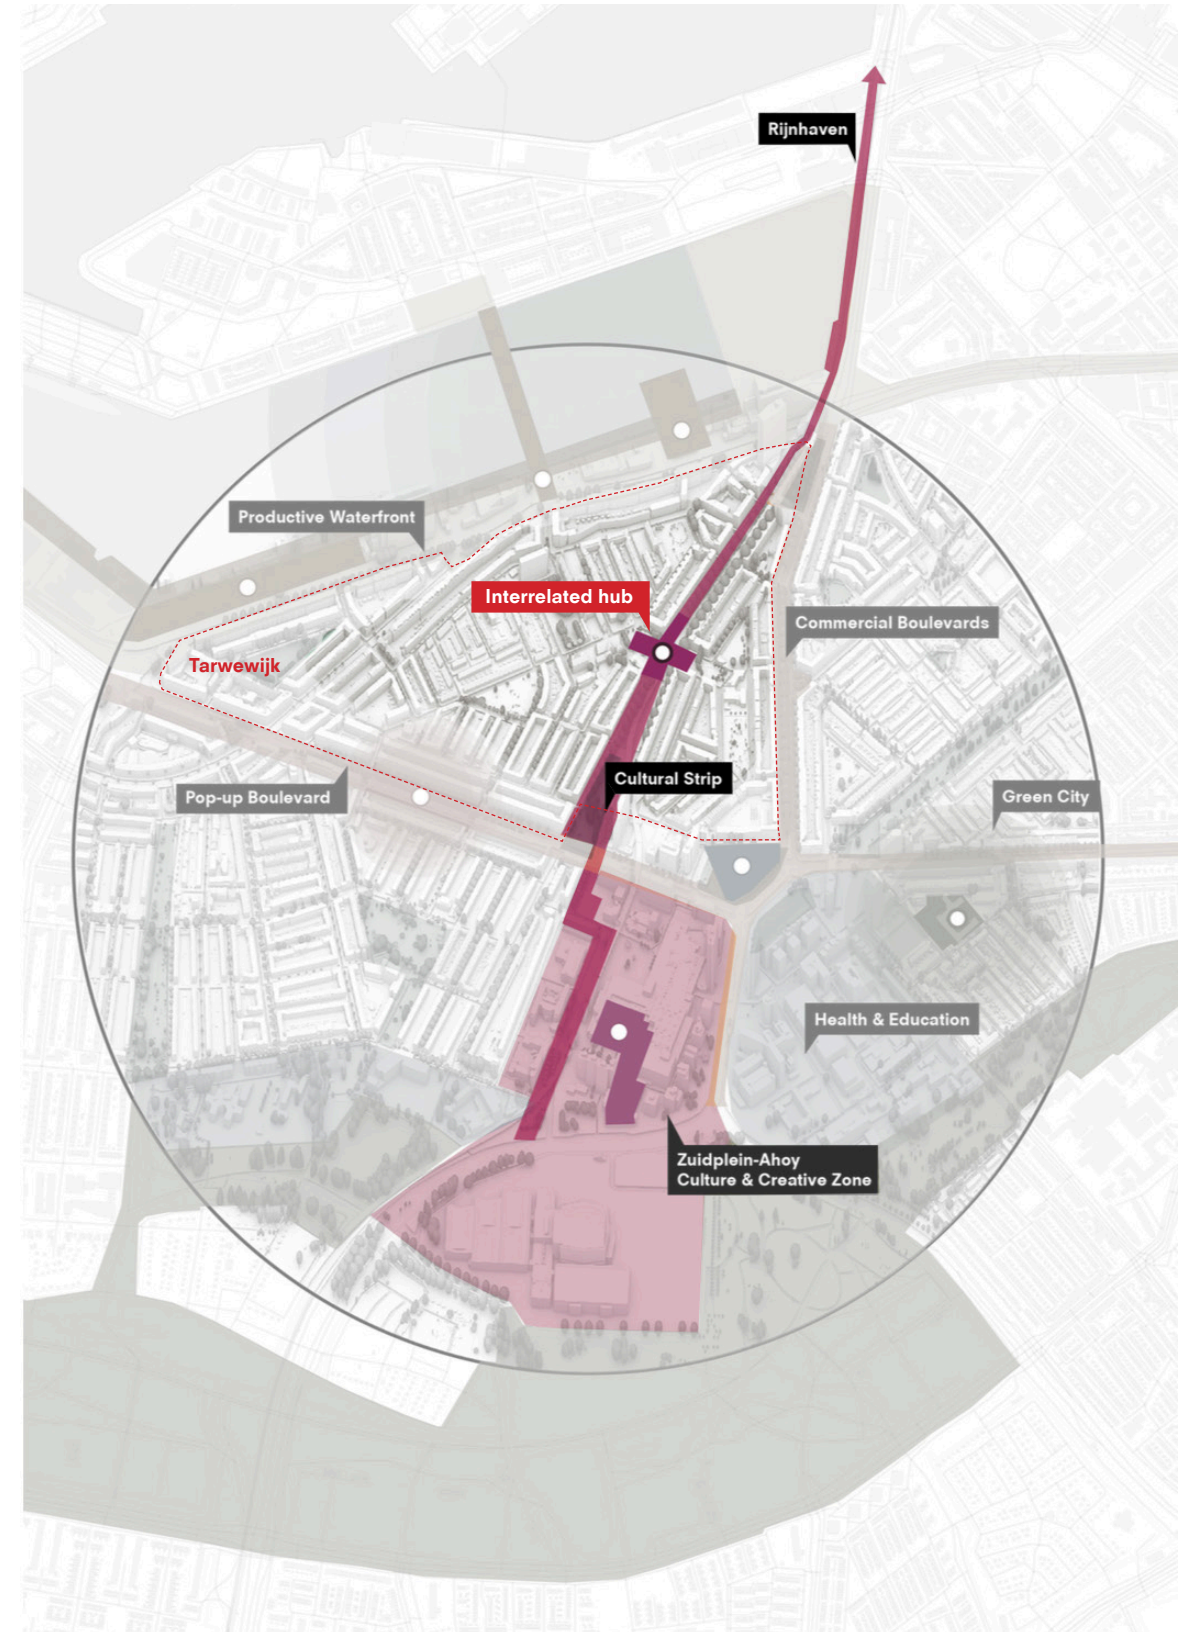 Rijnhaven
Productive Waterfront
Interrelated hub
Commercial Boulevards
Tarwewijk
Cultural Strip
Pop-up Boulevard
Green City
Health & Education
Zuidplein-Ahoy
Culture & Creative Zone